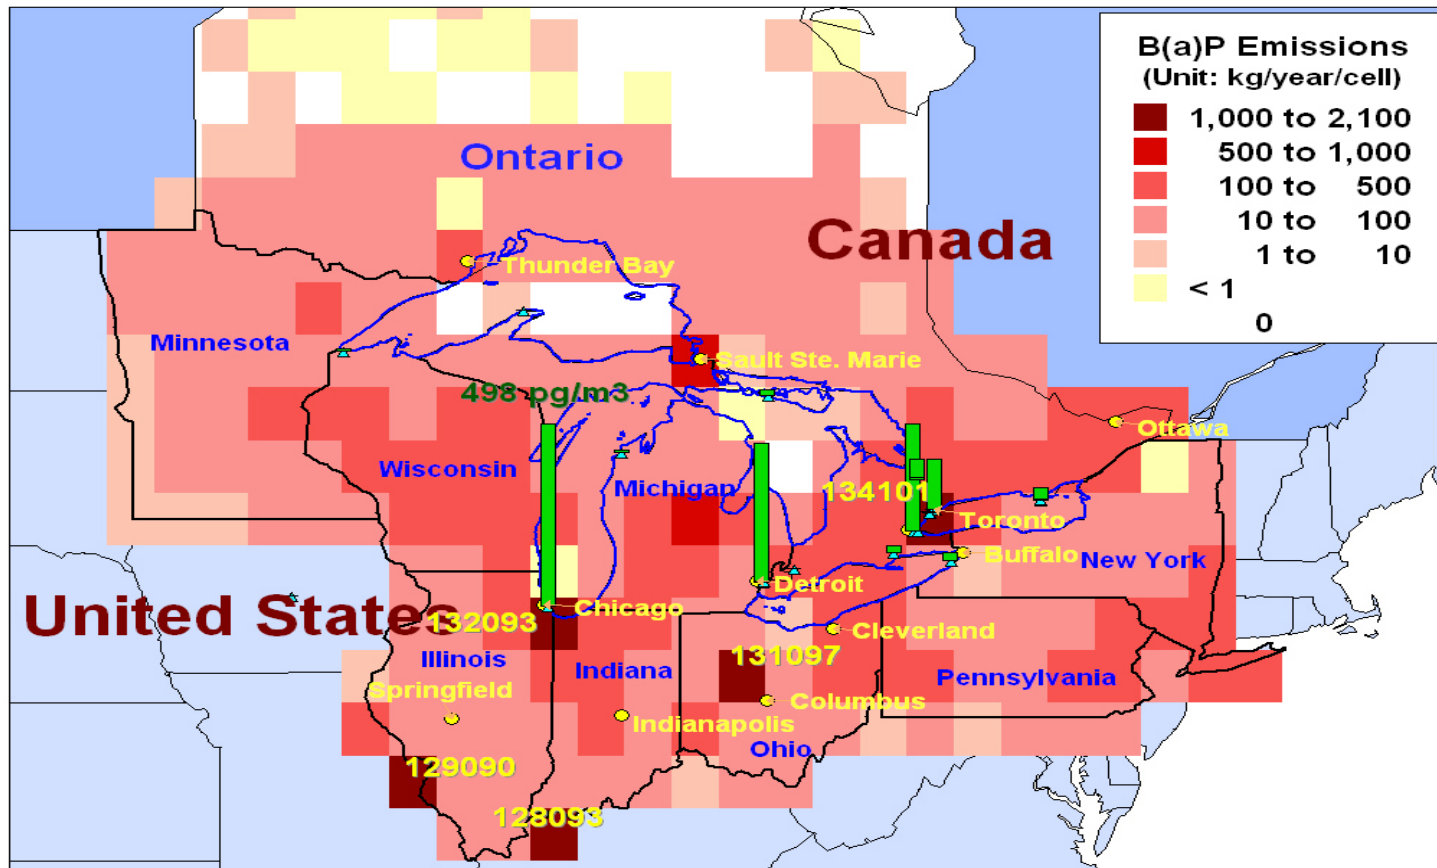 B(a)P Emissions
(Unit: kg/year/cell)
1,000 to 2,100
500 to 1,000
100 to 500
10 to 100
1 to 10
< 1
0
Ontario
Canada
Thunder Bay
Minnesota
Sault Ste. Marie
498 pg/m3
Ottawa
Wisconsin
Michigan
134101
Toronto
Buffalo
New York
Detroit
United States
Chicago
132093
Cleverland
131097
Illinois
Indiana
Pennsylvania
Springfield
Columbus
Indianapolis
Ohio
129090
128093